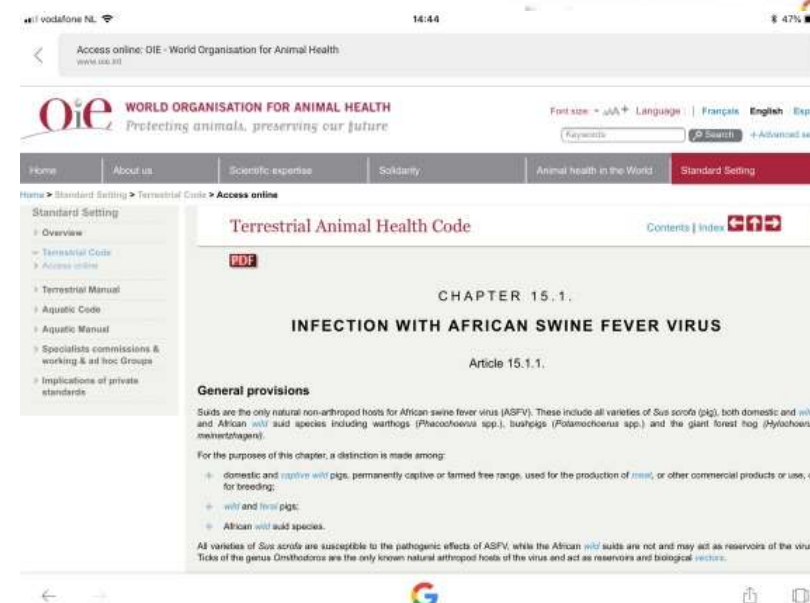 vodafone NL
14:44
47%
Access online: OIE - World Organisation for Animal Health
www.oie.int
Oie
WORLD ORGANISATION FOR ANIMAL HEALTH
Protecting animals, preserving our future
Font size: - AA + Language: | Français English Esp
Keywords Search +Advanced se
Home About us Scientific expertise Solidarity Animal health in the World Standard Setting
Home > Standard Setting > Terrestrial Code > Access online
Standard Setting
Overview
Terrestrial Code
Access online
Terrestrial Manual
Aquatic Code
Aquatic Manual
Specialists commissions &
working & ad hoc Groups
Implications of private
standards
Terrestrial Animal Health Code
Contents | Index
PDF
CHAPTER 15.1.
INFECTION WITH AFRICAN SWINE FEVER VIRUS
Article 15.1.1.
General provisions
Suids are the only natural non-arthropod hosts for African swine fever virus (ASFV). These include all varieties of Sus scrofa (pig), both domestic and wil
and African wild suid species including warthogs (Phacochoerus spp.), bushpigs (Potamochoerus spp.) and the giant forest hog (Hylochoeru
meinertzhageni).
For the purposes of this chapter, a distinction is made among:
domestic and captive wild pigs, permanently captive or farmed free range, used for the production of meat, or other commercial products or use, o
for breeding;
wild and feral pigs;
African wild suid species.
All varieties of Sus scrofa are susceptible to the pathogenic effects of ASFV, while the African wild suids are not and may act as reservoirs of the viru
Ticks of the genus Ornithodoros are the only known natural arthropod hosts of the virus and act as reservoirs and biological vectors.